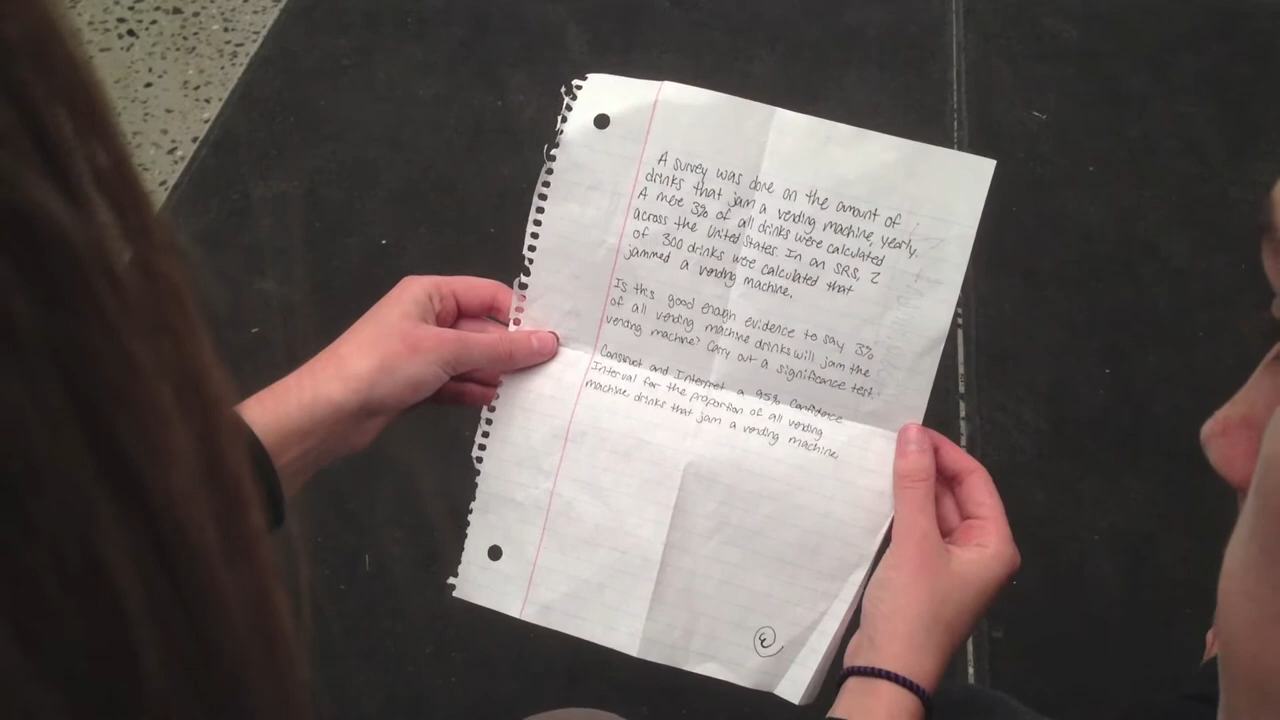 A survey was done on the amount of
drinks that jam a vending machine, yearly.
A mere 3% of all drinks were calculated
across the United States. In an SRS, 2
of 300 drinks were calculated that
jammed a vending machine.
Is this good enogh evidence to say 3%
of all vending machine drinks will jam the
vending machine? Carry out a significance test.
Construct and Interpret a 95% Confidence
Interval for the proportion of all vending
machine drinks that jam a vending machine.